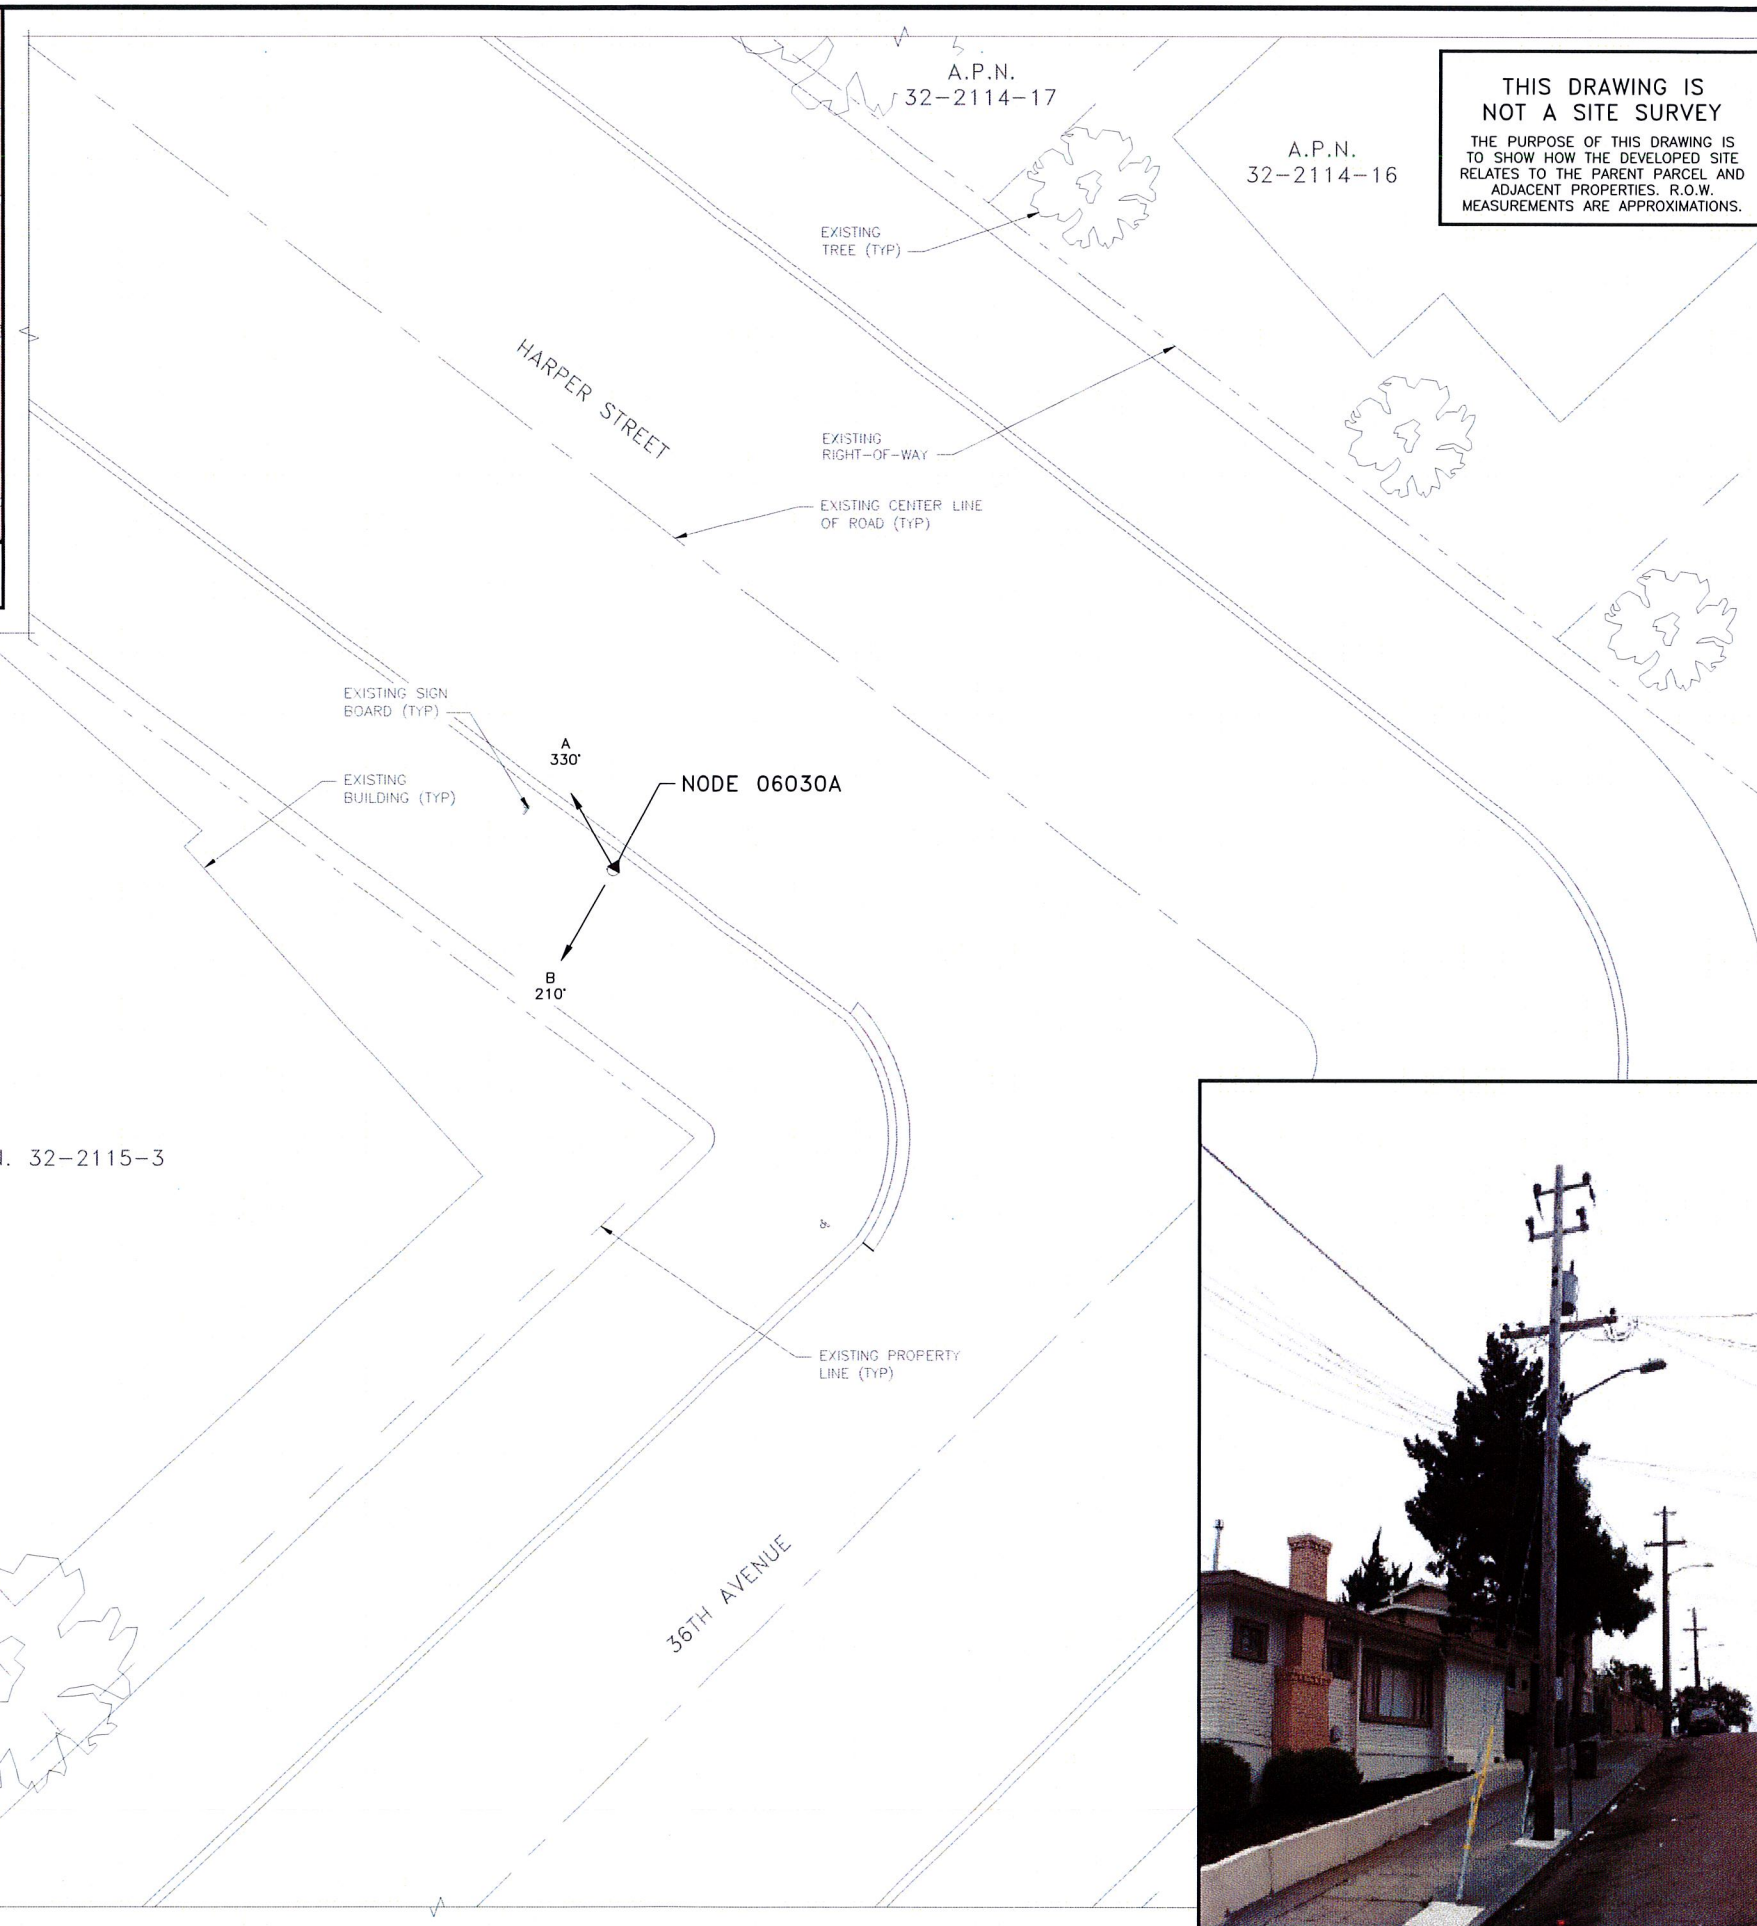 A.P.N.
32-2114-17
THIS DRAWING IS
NOT A SITE SURVEY
THE PURPOSE OF THIS DRAWING IS
TO SHOW HOW THE DEVELOPED SITE
RELATES TO THE PARENT PARCEL AND
ADJACENT PROPERTIES. R.O.W.
MEASUREMENTS ARE APPROXIMATIONS.
A.P.N.
32-2114-16
EXISTING
TREE (TYP)
HARPER STREET
EXISTING
RIGHT-OF-WAY
EXISTING CENTER LINE
OF ROAD (TYP)
EXISTING SIGN
BOARD (TYP)
A
330°
EXISTING
BUILDING (TYP)
NODE 06030A
B
210°
32-2115-3
EXISTING PROPERTY
LINE (TYP)
36TH AVENUE